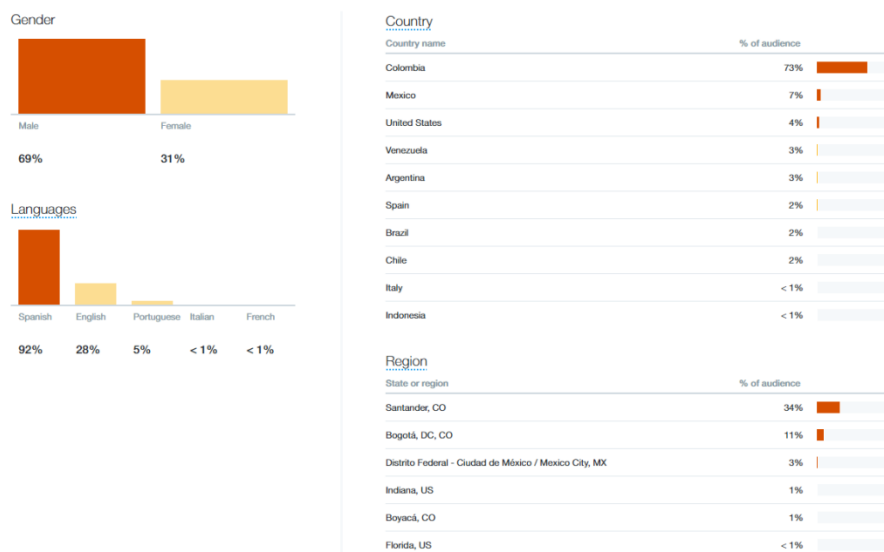 Gender
Male Female
69% 31%
Languages
Spanish English Portuguese Italian French
92% 28% 5% < 1% < 1%
Country
Country name % of audience
Colombia 73%
Mexico 7%
United States 4%
Venezuela 3%
Argentina 3%
Spain 2%
Brazil 2%
Chile 2%
Italy < 1%
Indonesia < 1%
Region
State or region % of audience
Santander, CO 34%
Bogotá, DC, CO 11%
Distrito Federal - Ciudad de México / Mexico City, MX 3%
Indiana, US 1%
Boyacá, CO 1%
Florida, US < 1%